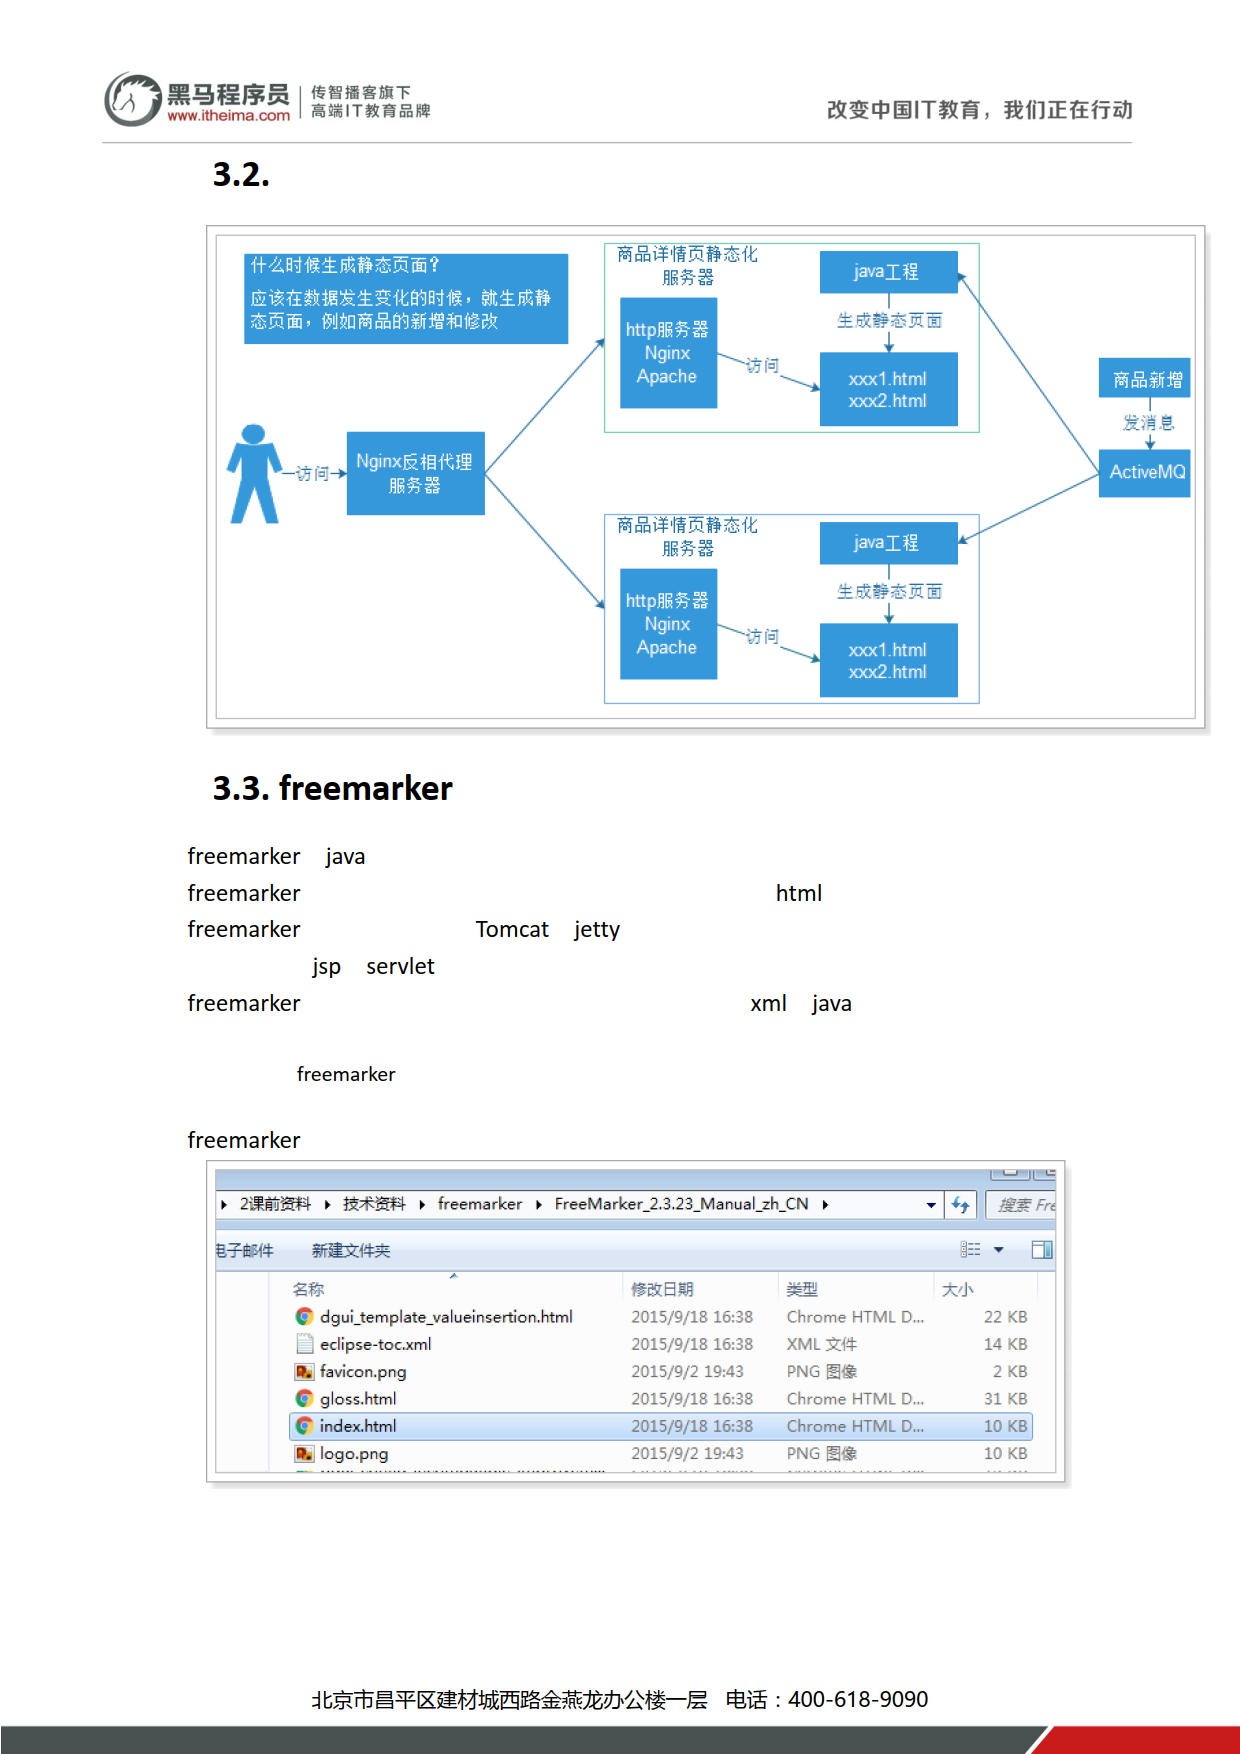 黑马程序员
www.itheima.com
传智播客旗下
高端IT教育品牌
改变中国IT教育，我们正在行动
3.2.
什么时候生成静态页面？
应该在数据发生变化的时候，就生成静
态页面，例如商品的新增和修改
商品详情页静态化
服务器
http服务器
Nginx
Apache
访问
java工程
生成静态页面
xxx1.html
xxx2.html
商品新增
发消息
ActiveMQ
访问
Nginx反相代理
服务器
商品详情页静态化
服务器
http服务器
Nginx
Apache
访问
java工程
生成静态页面
xxx1.html
xxx2.html
3.3. freemarker
freemarker java
freemarker html
freemarker Tomcat jetty
jsp servlet
freemarker xml java
freemarker
freemarker
2课前资料 技术资料 freemarker FreeMarker_2.3.23_Manual_zh_CN 搜索 Fre
电子邮件 新建文件夹
名称 修改日期 类型 大小
dgui_template_valueinsertion.html 2015/9/18 16:38 Chrome HTML D... 22 KB
eclipse-toc.xml 2015/9/18 16:38 XML 文件 14 KB
favicon.png 2015/9/2 19:43 PNG 图像 2 KB
gloss.html 2015/9/18 16:38 Chrome HTML D... 31 KB
index.html 2015/9/18 16:38 Chrome HTML D... 10 KB
logo.png 2015/9/2 19:43 PNG 图像 10 KB
北京市昌平区建材城西路金燕龙办公楼一层 电话：400-618-9090